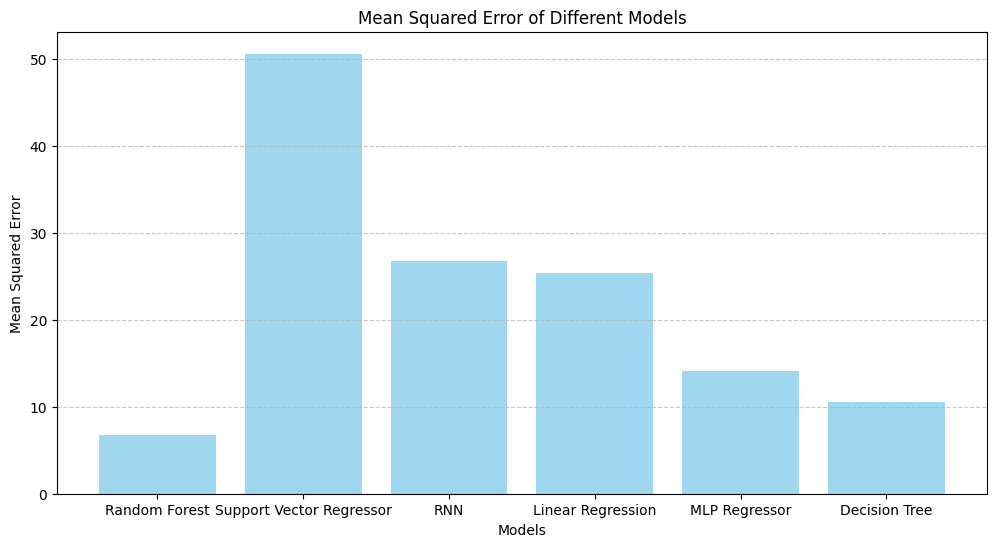 Mean Squared Error of Different Models
Mean Squared Error
50
40
30
20
10
0
Random Forest
Support Vector Regressor
RNN
Linear Regression
MLP Regressor
Decision Tree
Models